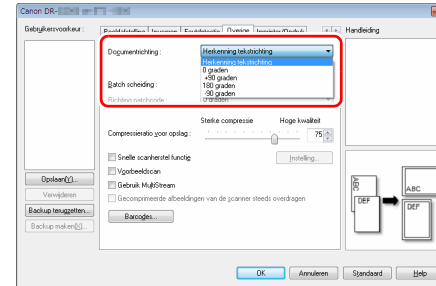 Canon DR-
Gebruikersvoorkeur :
Overige
Handleiding
Documentrichting :
Herkenning tekstrichting
Herkenning tekstrichting
0 graden
+90 graden
180 graden
-90 graden
Batch scheiding :
Richting patchcode
0 graden
Sterke compressie
Hoge kwaliteit
Compressieratio voor opslag :
75
Snelle scanherstel functie
Instelling...
Voorbeeldscan
Gebruik MultiStream
Gecomprimeerde afbeeldingen van de scanner steeds overdragen
Barcodes...
Opslaan(Y)...
Verwijderen
Backup terugzetten...
Backup maken(X)...
ABC
DEF
ABC
DEF
OK
Annuleren
Standaard
Help